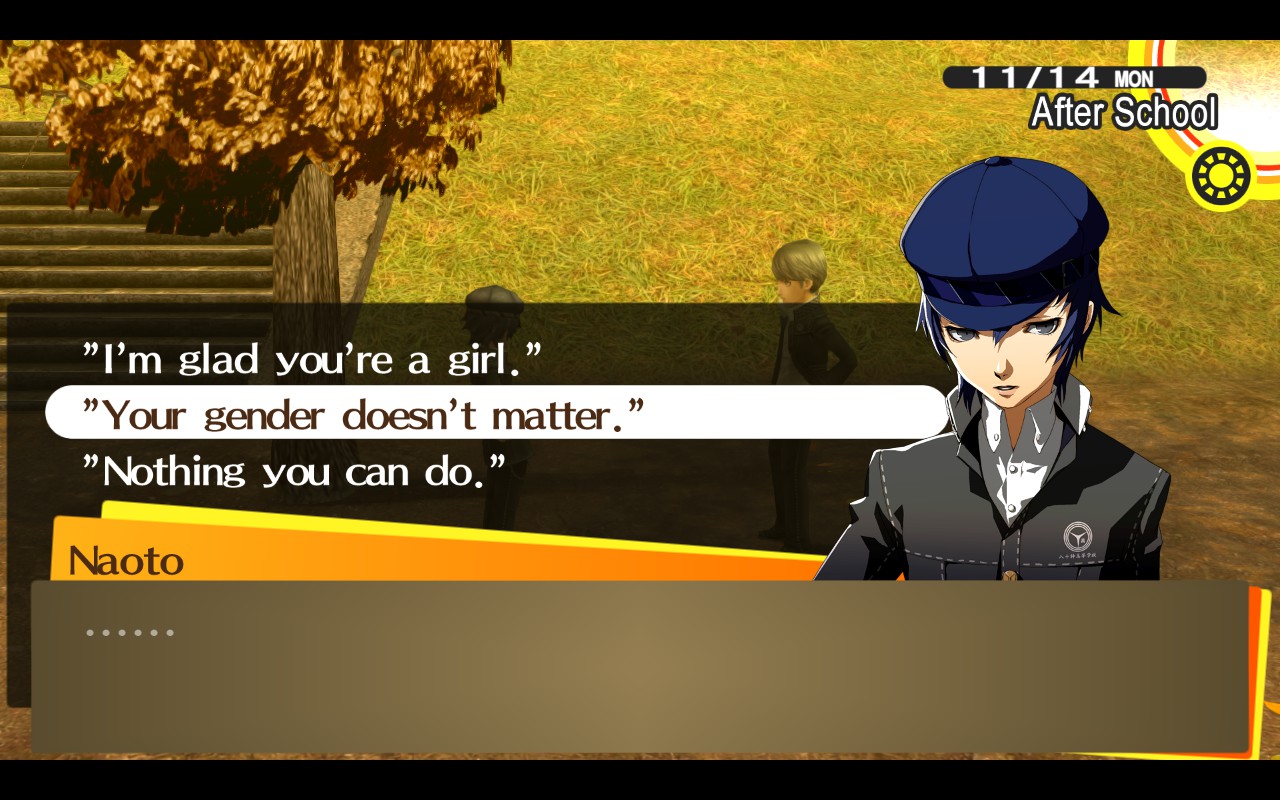 11/14 MON
After School
"I'm glad you're a girl."
"Your gender doesn't matter."
"Nothing you can do."
Naoto
......